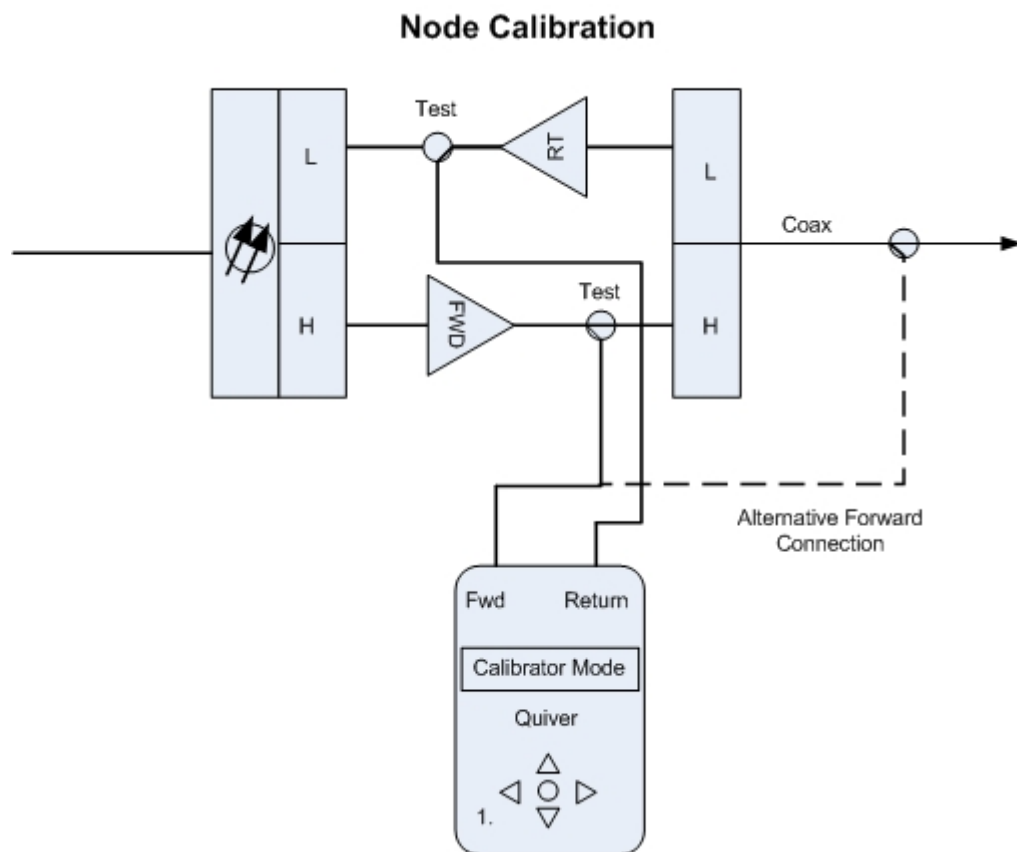 Node Calibration
Test
L
RT
L
Coax
Test
H
FWD
H
Alternative Forward
Connection
Fwd
Return
Calibrator Mode
Quiver
1.